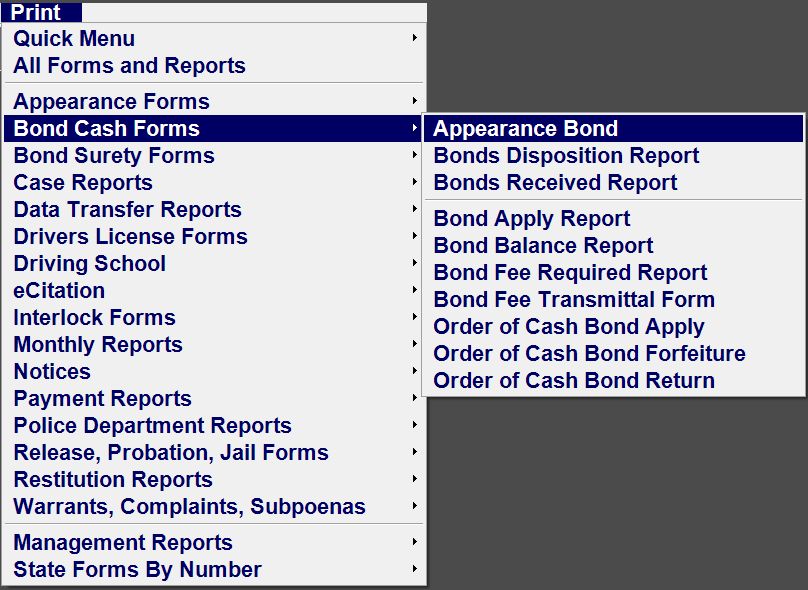 Print
Quick Menu
All Forms and Reports
Appearance Forms
Bond Cash Forms
Bond Surety Forms
Case Reports
Data Transfer Reports
Drivers License Forms
Driving School
eCitation
Interlock Forms
Monthly Reports
Notices
Payment Reports
Police Department Reports
Release, Probation, Jail Forms
Restitution Reports
Warrants, Complaints, Subpoenas
Management Reports
State Forms By Number
Appearance Bond
Bonds Disposition Report
Bonds Received Report
Bond Apply Report
Bond Balance Report
Bond Fee Required Report
Bond Fee Transmittal Form
Order of Cash Bond Apply
Order of Cash Bond Forfeiture
Order of Cash Bond Return